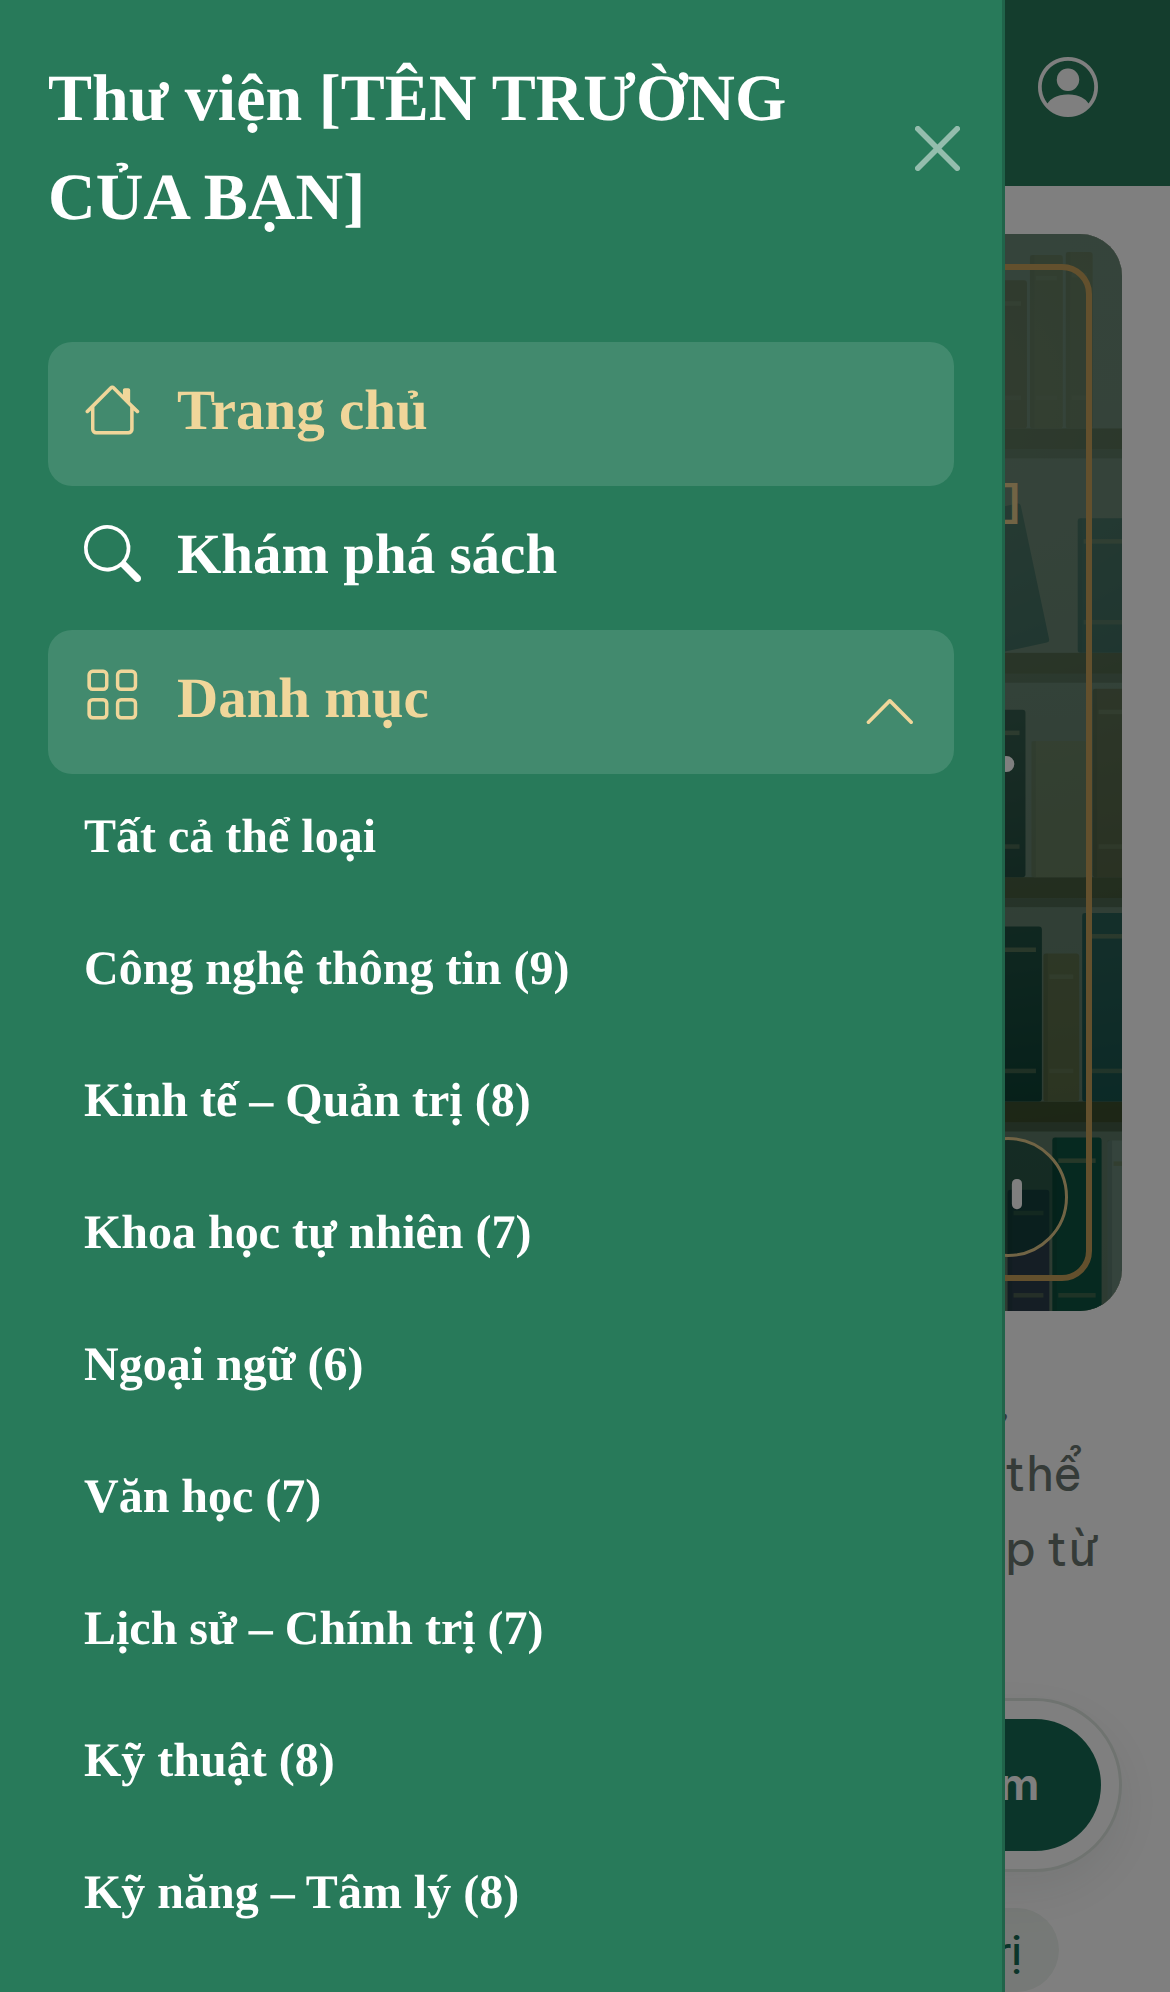 Thư viện [TÊN TRƯỜNG
CỦA BẠN]
Trang chủ
Khám phá sách
Danh mục
Tất cả thể loại
Công nghệ thông tin (9)
Kinh tế – Quản trị (8)
Khoa học tự nhiên (7)
Ngoại ngữ (6)
Văn học (7)
Lịch sử – Chính trị (7)
Kỹ thuật (8)
Kỹ năng – Tâm lý (8)
]
thể
p từ
m
rị